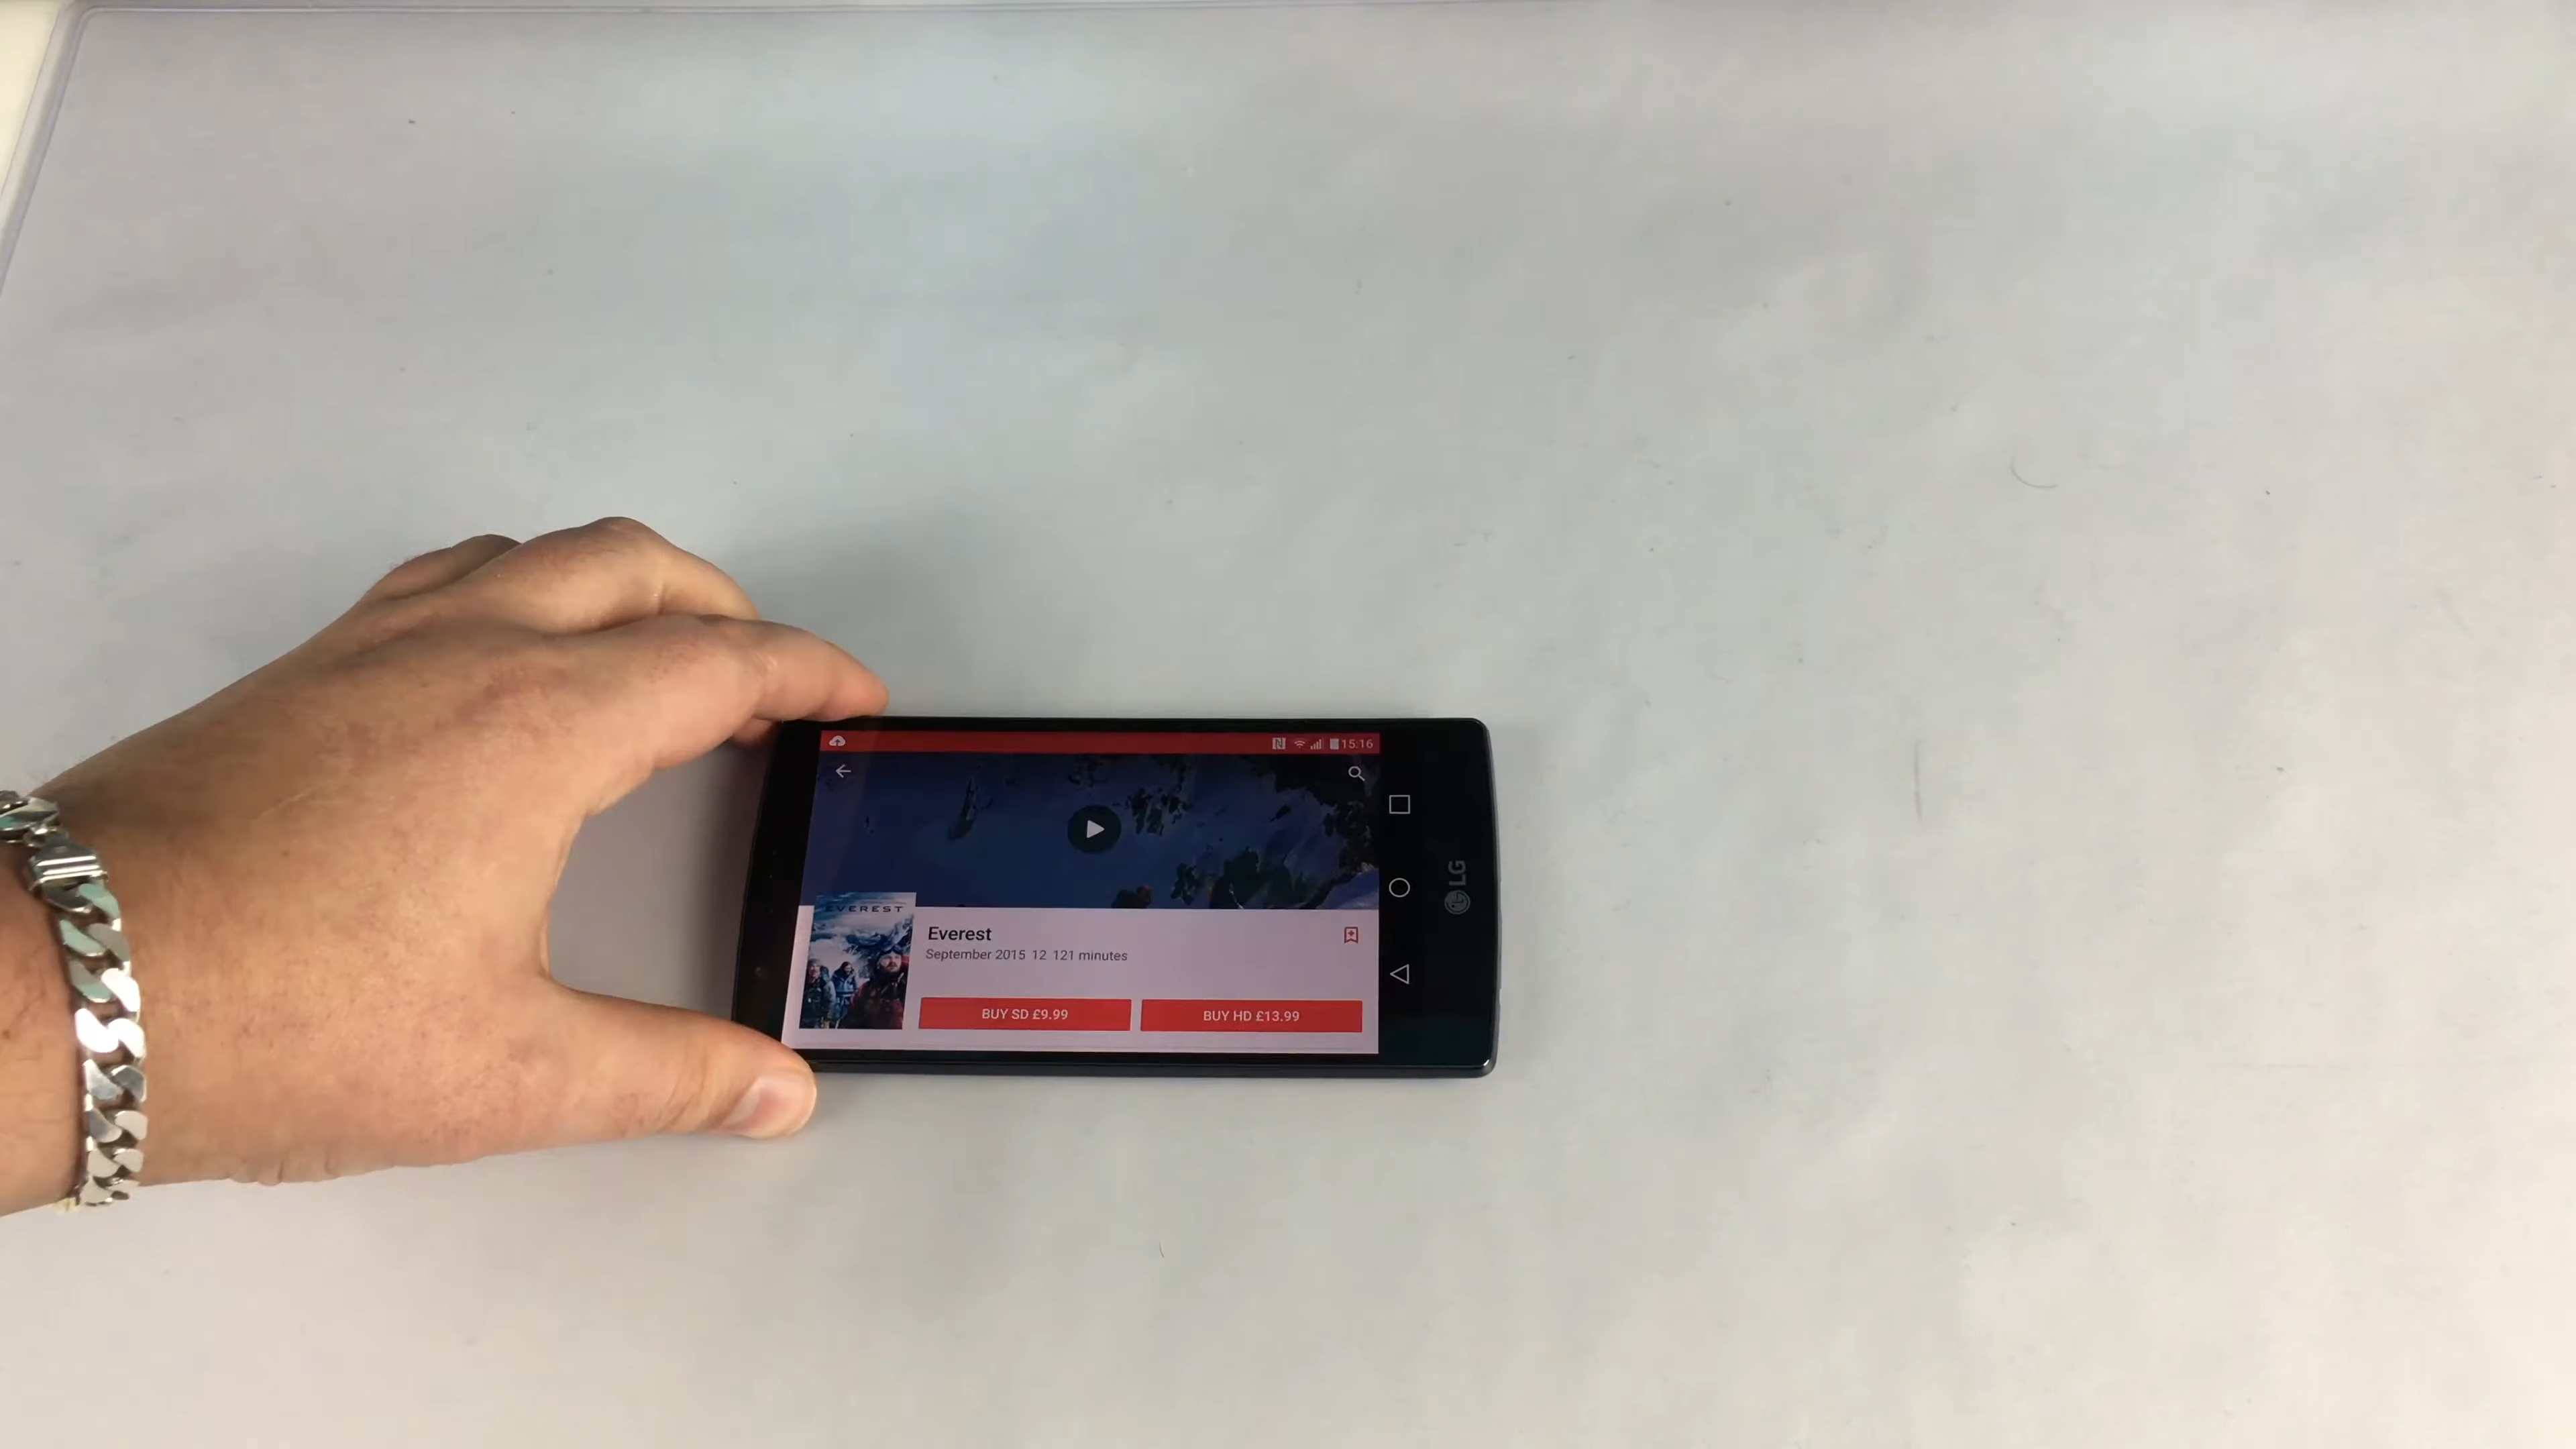 15:16
EVEREST
Everest
September 2015 12 121 minutes
BUY SD £9.99
BUY HD £13.99
LG